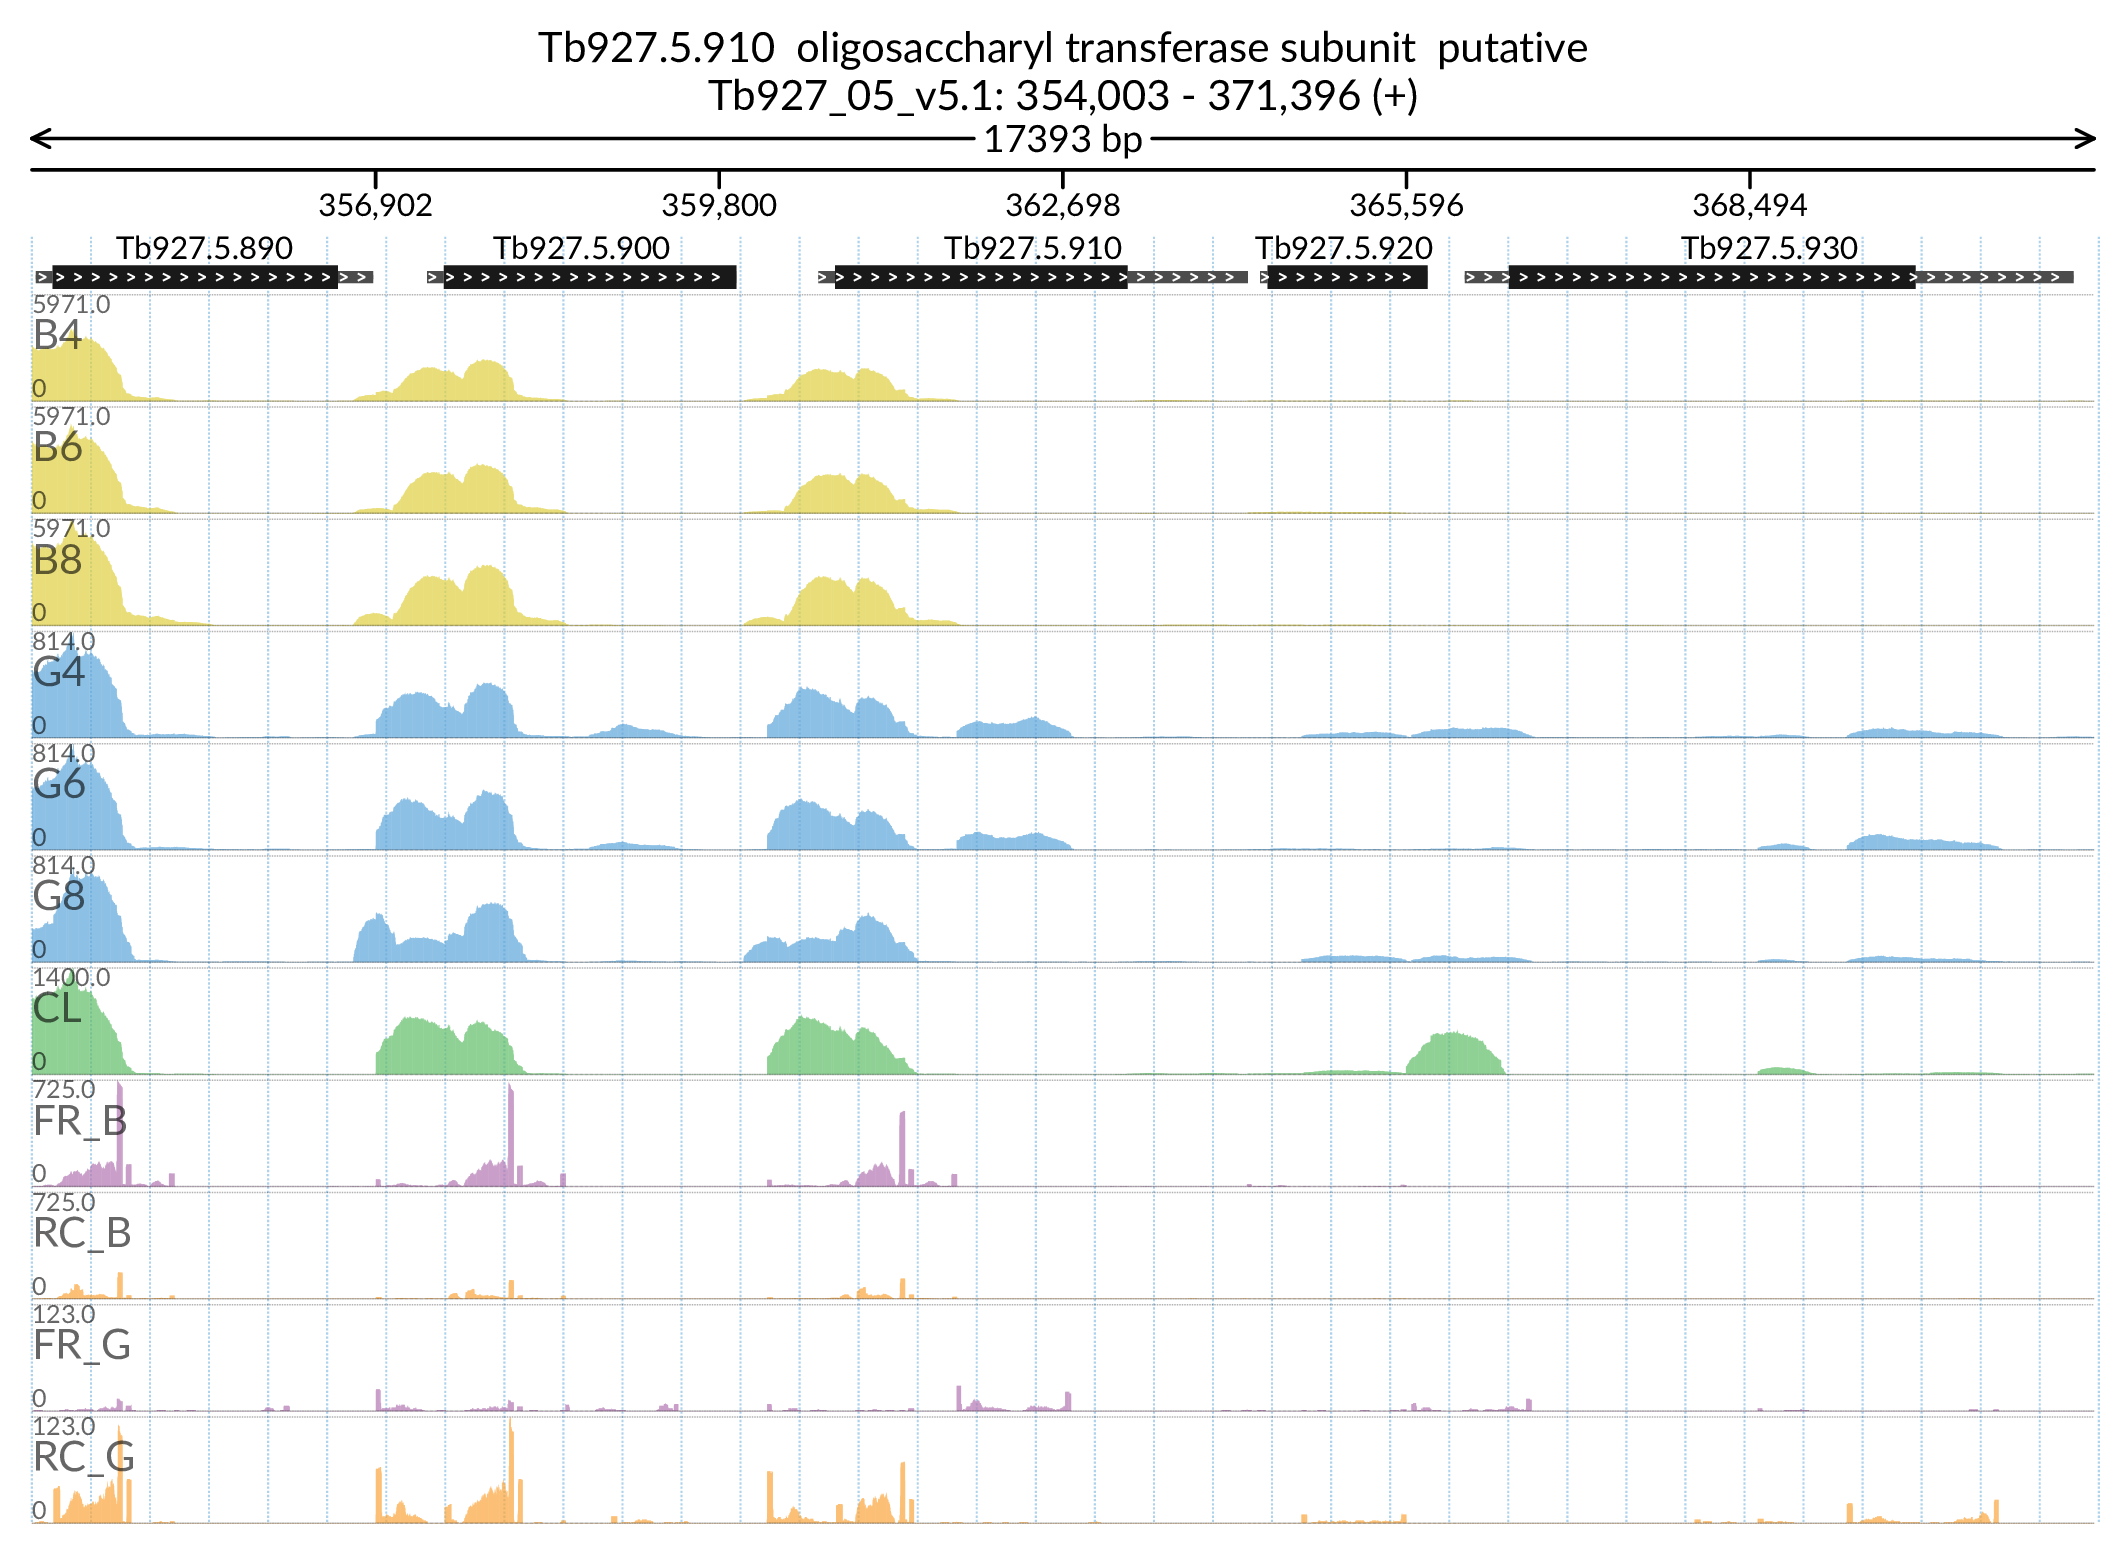 Tb927.5.910  oligosaccharyl transferase subunit  putative
Tb927_05_v5.1: 354,003 - 371,396 (+)
17393 bp
356,902 359,800 362,698 365,596 368,494
Tb927.5.890 Tb927.5.900 Tb927.5.910 Tb927.5.920 Tb927.5.930
5971.0
B4
0
5971.0
B6
0
5971.0
B8
0
814.0
G4
0
814.0
G6
0
814.0
G8
0
1400.0
CL
0
725.0
FR_B
0
725.0
RC_B
0
123.0
FR_G
0
123.0
RC_G
0